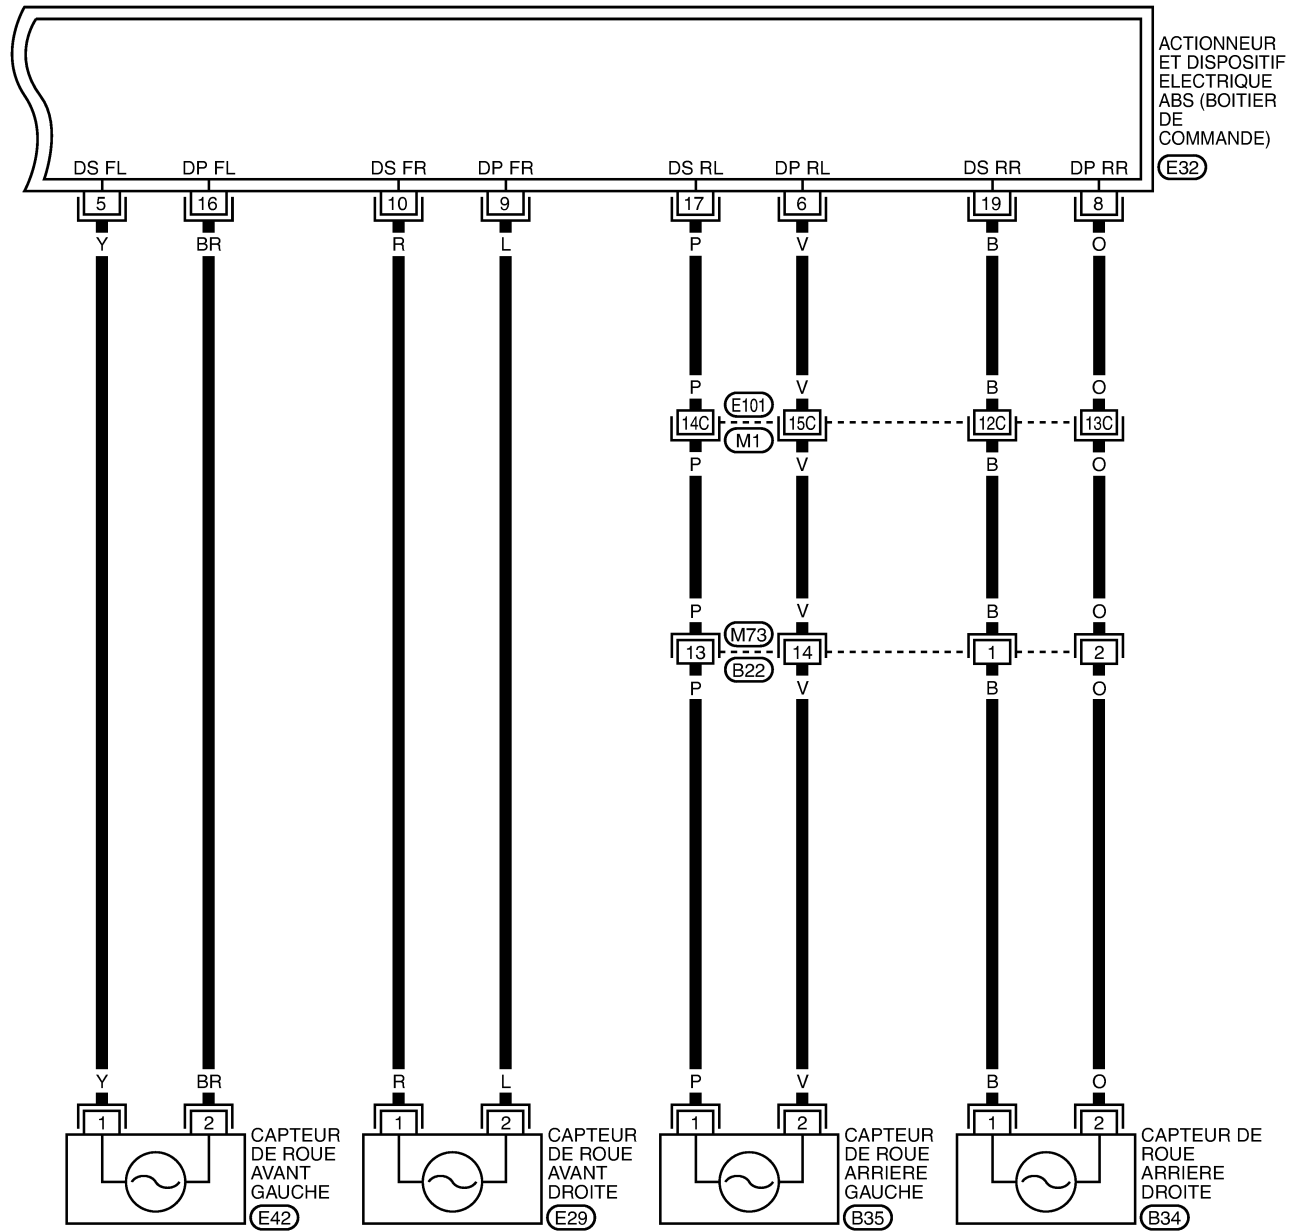 ACTIONNEUR
ET DISPOSITIF
ELECTRIQUE
ABS (BOITIER
DE
COMMANDE)
E32
DS FL DP FL DS FR DP FR DS RL DP RL DS RR DP RR
5 16 10 9 17 6 19 8
Y BR R L P V B O
P V B O
E101
14C 15C 12C 13C
M1
P V B O
P V B O
M73
13 14 1 2
B22
P V B O
Y BR R L P V B O
1 2 1 2 1 2 1 2
CAPTEUR
DE ROUE
AVANT
GAUCHE
E42
CAPTEUR
DE ROUE
AVANT
DROITE
E29
CAPTEUR
DE ROUE
ARRIERE
GAUCHE
B35
CAPTEUR DE
ROUE
ARRIERE
DROITE
B34